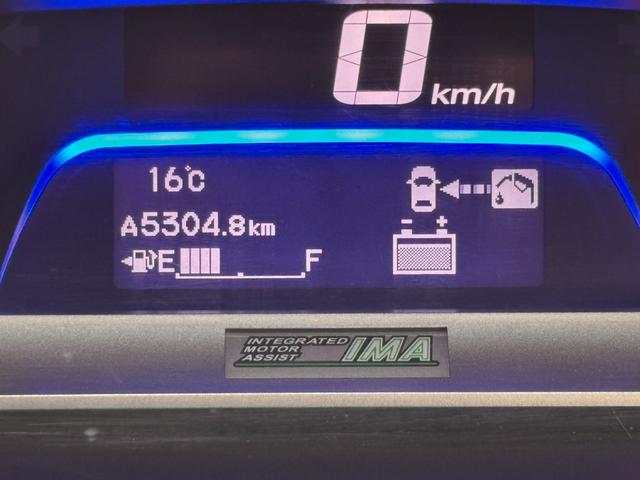 0 km/h
16℃
A5304.8km
E F
- +
INTEGRATED
MOTOR
ASSIST
IMA